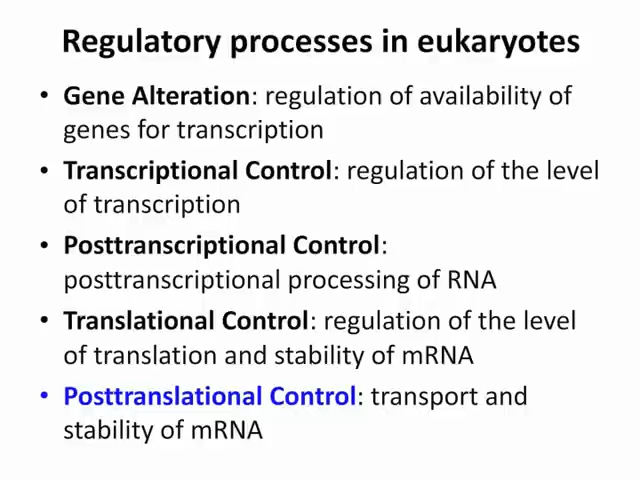 Regulatory processes in eukaryotes
• Gene Alteration: regulation of availability of
genes for transcription
• Transcriptional Control: regulation of the level
of transcription
• Posttranscriptional Control:
posttranscriptional processing of RNA
• Translational Control: regulation of the level
of translation and stability of mRNA
• Posttranslational Control: transport and
stability of mRNA